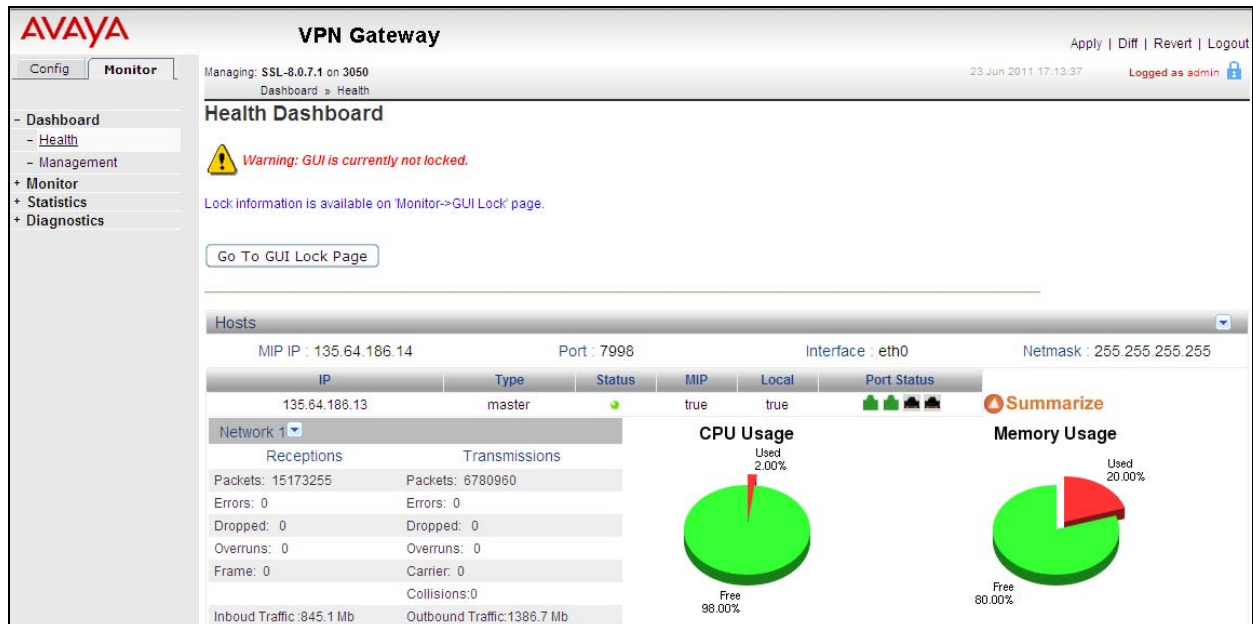 AVAYA
VPN Gateway
Apply | Diff | Revert | Logout
Config
Monitor
Managing: SSL-8.0.7.1 on 3050
23 Jun 2011 17:13:37
Logged as admin
Dashboard » Health
- Dashboard
- Health
- Management
+ Monitor
+ Statistics
+ Diagnostics
Health Dashboard
Warning: GUI is currently not locked.
Lock information is available on 'Monitor->GUI Lock' page.
Go To GUI Lock Page
Hosts
MIP IP : 135.64.186.14 Port : 7998 Interface : eth0 Netmask : 255.255.255.255
IP Type Status MIP Local Port Status
135.64.186.13 master true true
Summarize
Network 1
Receptions Transmissions
Packets: 15173255 Packets: 6780960
Errors: 0 Errors: 0
Dropped: 0 Dropped: 0
Overruns: 0 Overruns: 0
Frame: 0 Carrier: 0
Collisions:0
Inboud Traffic :845.1 Mb Outbound Traffic:1386.7 Mb
CPU Usage
Used
2.00%
Free
98.00%
Memory Usage
Used
20.00%
Free
80.00%